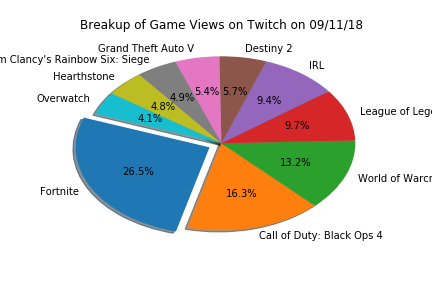 Breakup of Game Views on Twitch on 09/11/18
Grand Theft Auto V
Destiny 2
Clancy's Rainbow Six: Siege
IRL
Hearthstone
Overwatch
League of
World of
Fortnite
Call of Duty: Black Ops 4
5.4%
5.7%
4.9%
9.4%
4.8%
4.1%
9.7%
13.2%
26.5%
16.3%